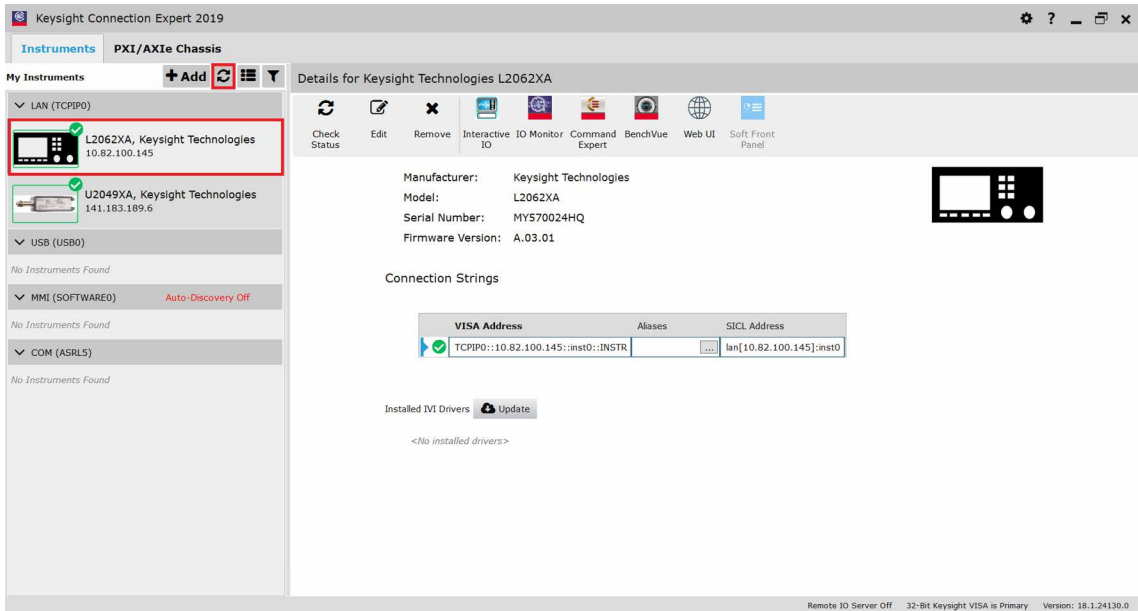 Keysight Connection Expert 2019
?
Instruments PXI/AXIe Chassis
My Instruments
Add
Details for Keysight Technologies L2062XA
LAN (TCPIP0)
L2062XA, Keysight Technologies
10.82.100.145
U2049XA, Keysight Technologies
141.183.189.6
USB (USB0)
No Instruments Found
MMI (SOFTWARE0) Auto-Discovery Off
No Instruments Found
COM (ASRL5)
No Instruments Found
Check
Status
Edit
Remove
Interactive
IO
IO Monitor
Command
Expert
BenchVue
Web UI
Soft Front
Panel
Manufacturer: Keysight Technologies
Model: L2062XA
Serial Number: MY570024HQ
Firmware Version: A.03.01
Connection Strings
VISA Address Aliases SICL Address
TCPIP0::10.82.100.145::inst0::INSTR ... lan[10.82.100.145]:inst0
Installed IVI Drivers Update
<No installed drivers>
Remote IO Server Off 32-Bit Keysight VISA is Primary Version: 18.1.24130.0